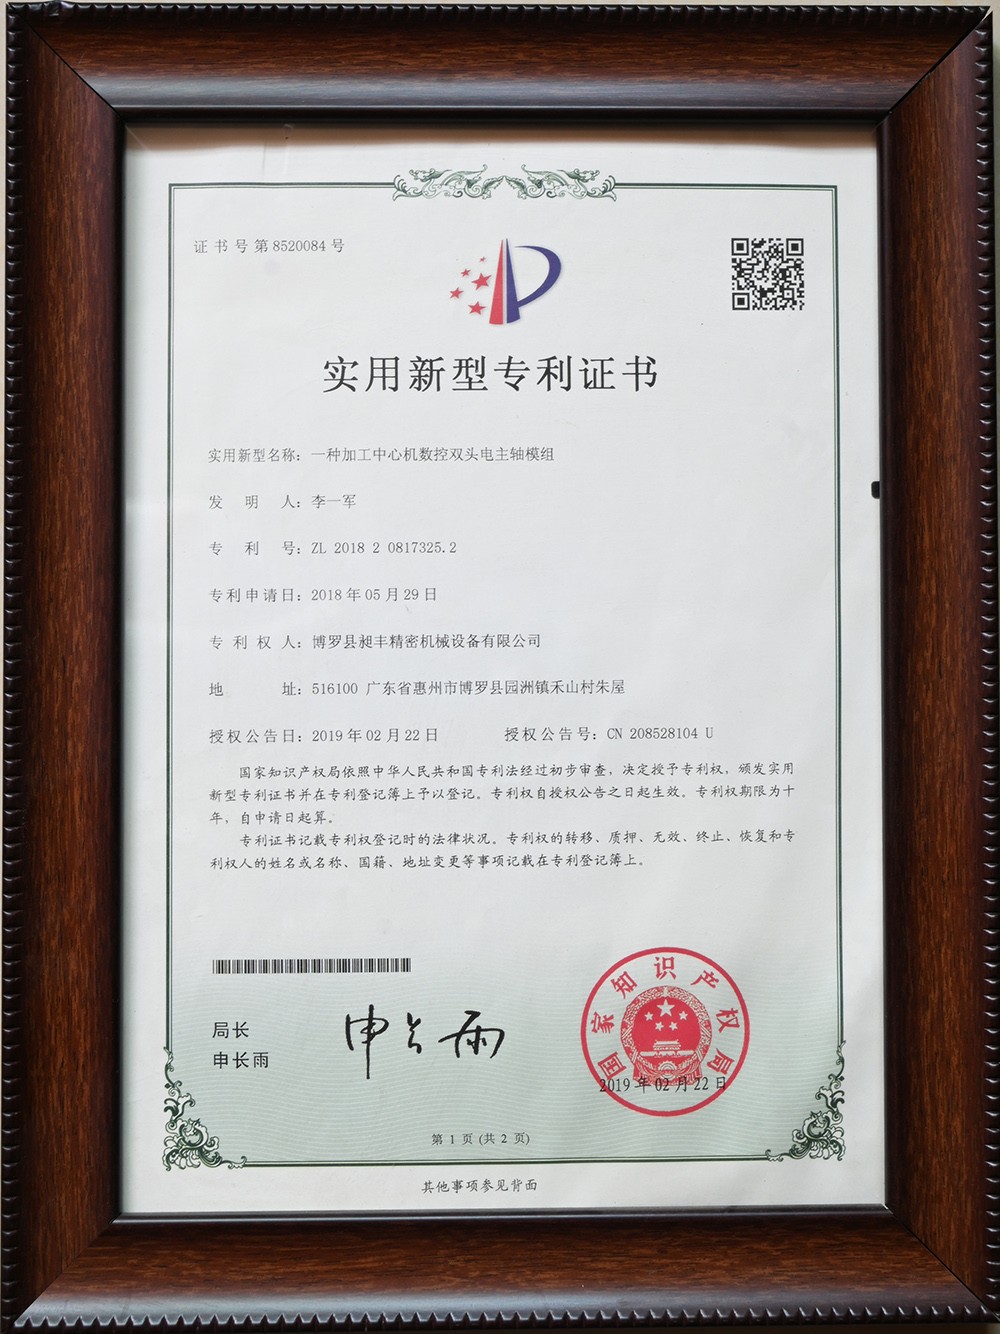 证书号第8520084号
实用新型专利证书
实用新型名称：一种加工中心机数控双头电主轴模组
发明人：李一军
专利号：ZL 2018 2 0817325.2
专利申请日：2018年05月29日
专利权人：博罗县昶丰精密机械设备有限公司
地址：516100 广东省惠州市博罗县园洲镇禾山村朱屋
授权公告日：2019年02月22日 授权公告号：CN 208528104 U
国家知识产权局依照中华人民共和国专利法经过初步审查，决定授予专利权，颁发实用
新型专利证书并在专利登记簿上予以登记。专利权自授权公告之日起生效。专利权期限为十
年，自申请日起算。
专利证书记载专利权登记时的法律状况。专利权的转移、质押、无效、终止、恢复和专
利权人的姓名或名称、国籍、地址变更等事项记载在专利登记簿上。
局长
申长雨
申长雨
国家知识产权局
2019年02月22日
第 1 页 (共 2 页)
其他事项参见背面